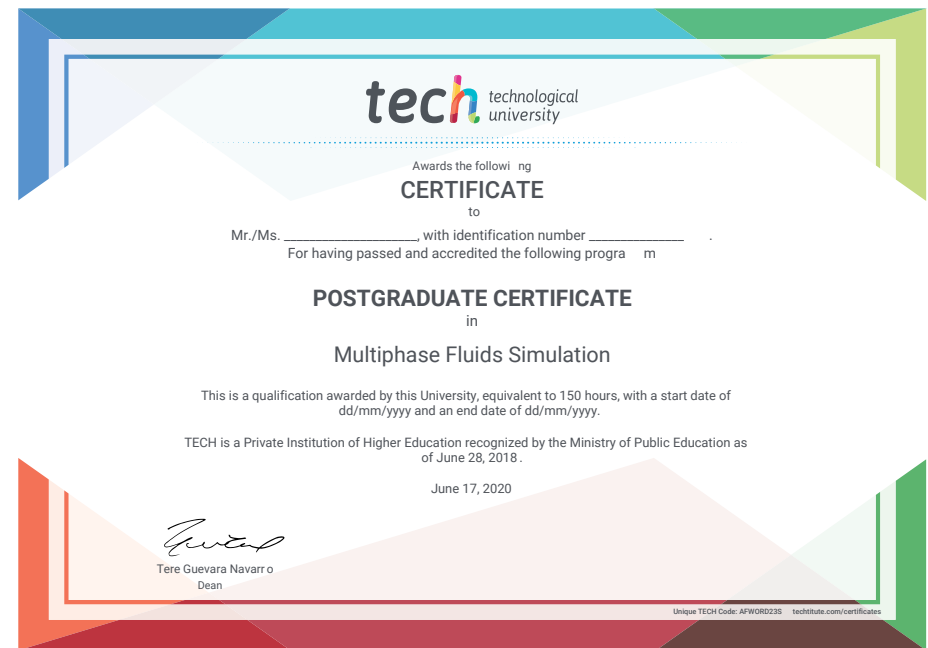 tech technological
university
Awards the followi ng
CERTIFICATE
to
Mr./Ms. ___________________, with identification number ______________ .
For having passed and accredited the following progra m
POSTGRADUATE CERTIFICATE
in
Multiphase Fluids Simulation
This is a qualification awarded by this University, equivalent to 150 hours, with a start date of
dd/mm/yyyy and an end date of dd/mm/yyyy.
TECH is a Private Institution of Higher Education recognized by the Ministry of Public Education as
of June 28, 2018 .
June 17, 2020
Tere Guevara Navarr o
Dean
Unique TECH Code: AFWORD23S techtitute.com/certificates